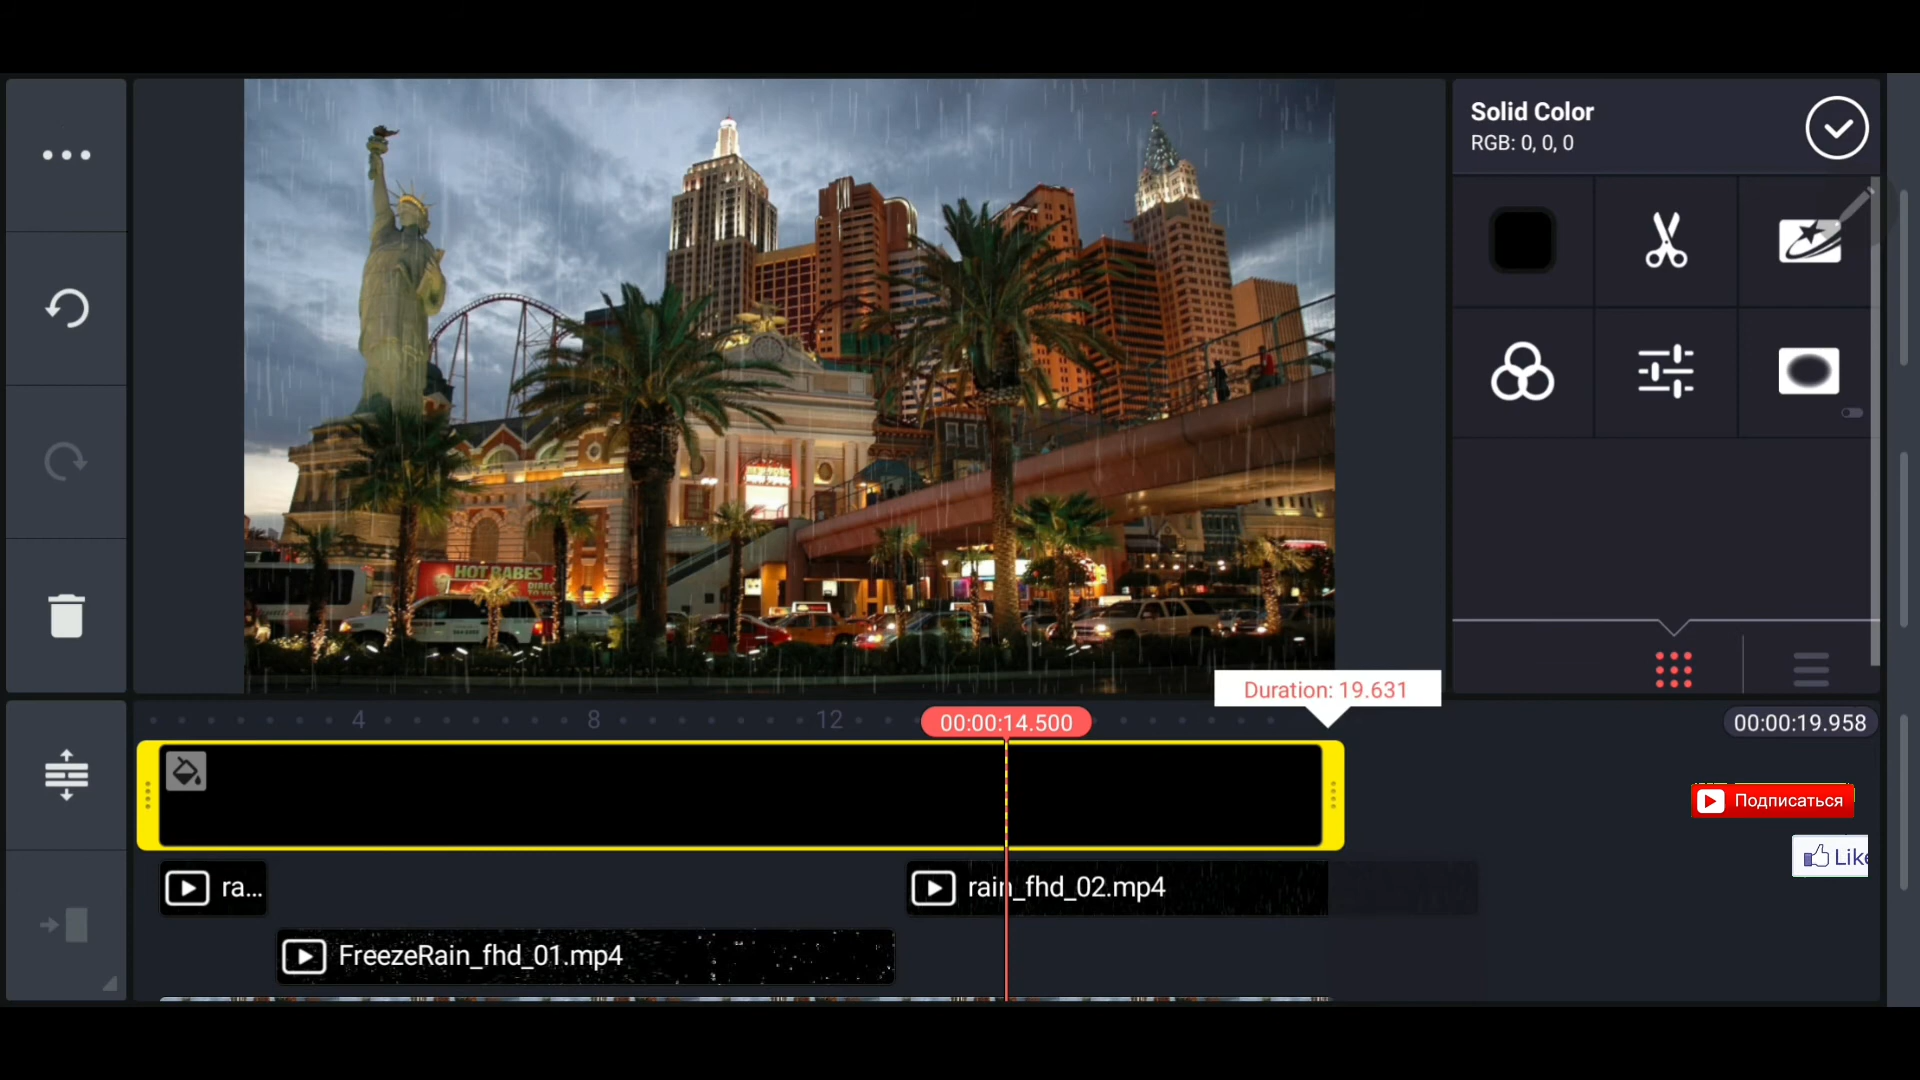 Solid Color
RGB: 0, 0, 0
HOT BABES
DIRECT
Duration: 19.631
4
8
12
00:00:14.500
00:00:19.958
Подписаться
Like
ra...
rain_fhd_02.mp4
FreezeRain_fhd_01.mp4